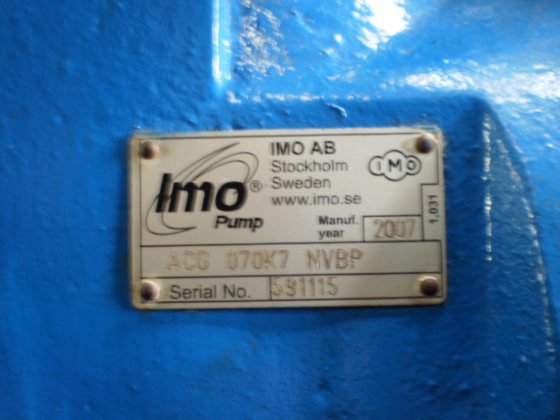 Imo®
Pump
IMO AB
Stockholm
Sweden
www.imo.se
IMO
Manuf.
year
2007
1,031
ACG 070K7 NVBP
Serial No. 591115